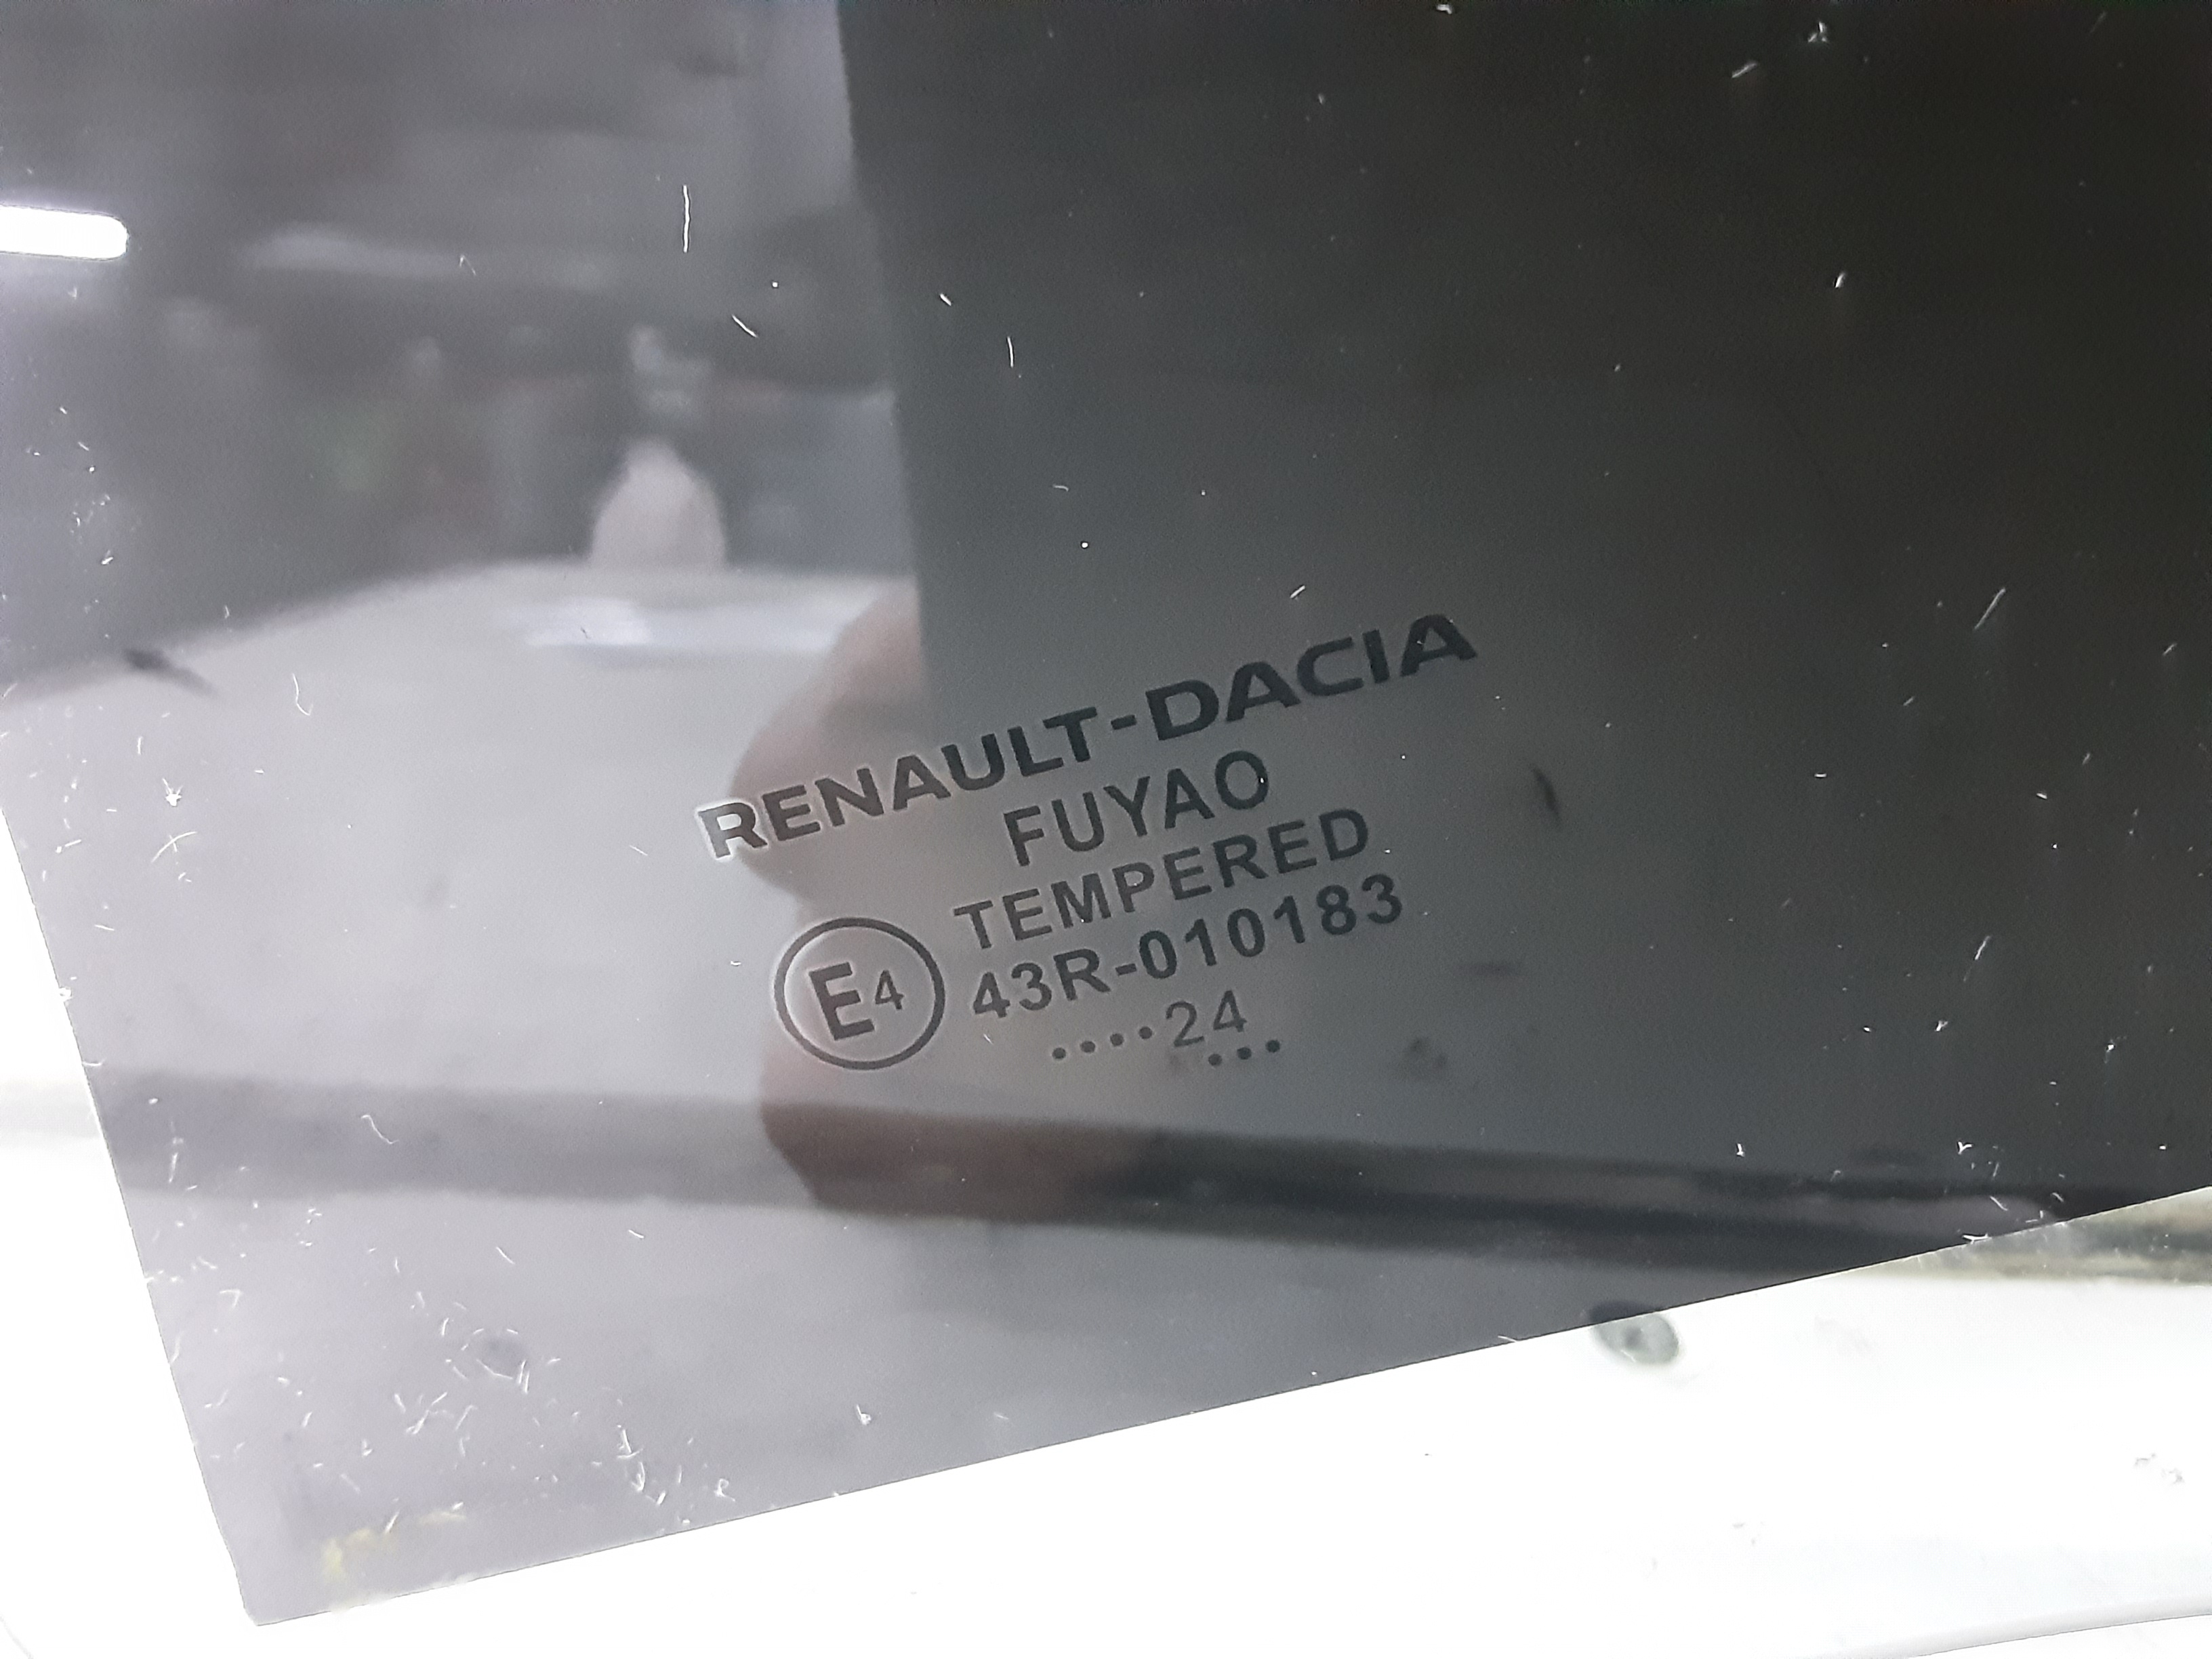 RENAULT-DACIA
FUYAO
TEMPERED
E4 43R-010183
....24
...